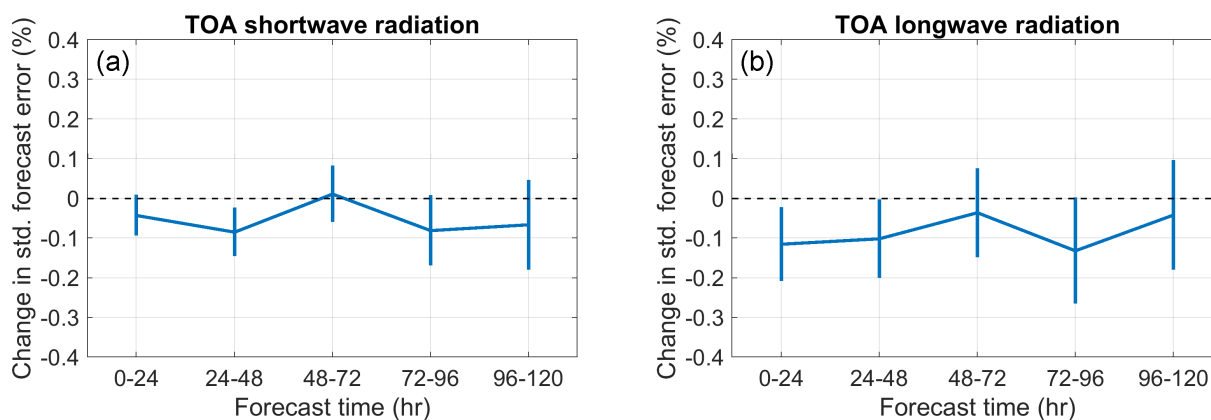 TOA shortwave radiation
(a)
Change in std. forecast error (%)
0.4
0.3
0.2
0.1
0
-0.1
-0.2
-0.3
-0.4
0-24 24-48 48-72 72-96 96-120
Forecast time (hr)
TOA longwave radiation
(b)
Change in std. forecast error (%)
0.4
0.3
0.2
0.1
0
-0.1
-0.2
-0.3
-0.4
0-24 24-48 48-72 72-96 96-120
Forecast time (hr)